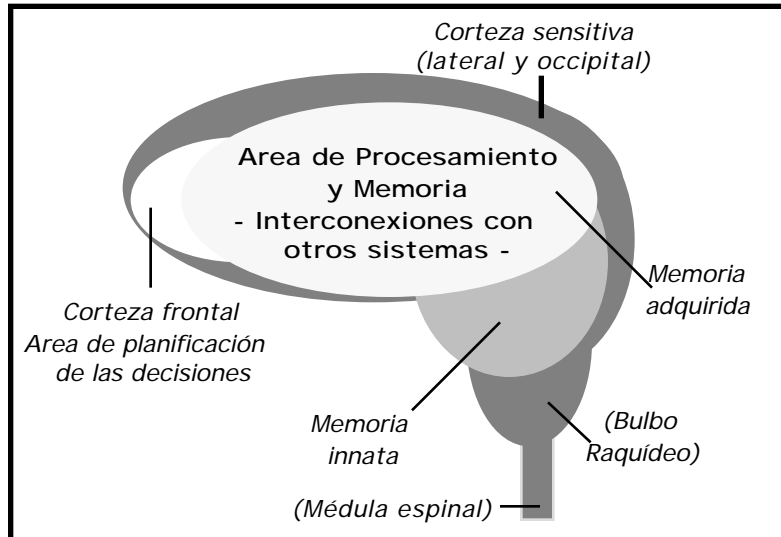 Corteza sensitiva
(lateral y occipital)
Area de Procesamiento
y Memoria
- Interconexiones con
otros sistemas -
Memoria
adquirida
Corteza frontal
Area de planificación
de las decisiones
Memoria
innata
(Bulbo
Raquídeo)
(Médula espinal)